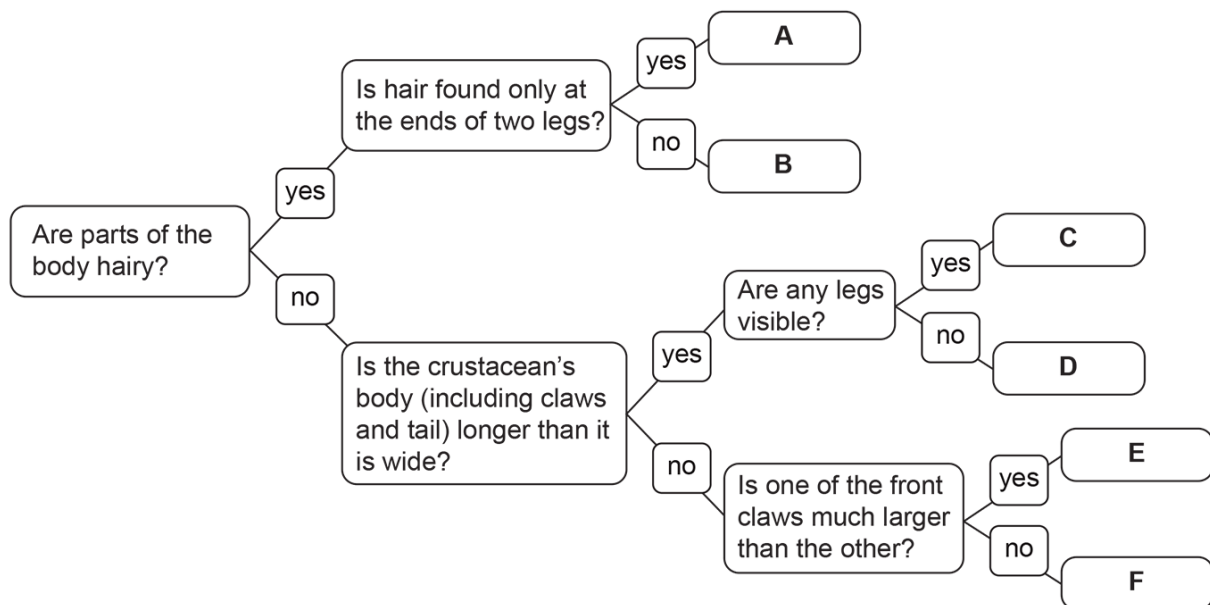 Are parts of the
body hairy?
yes
Is hair found only at
the ends of two legs?
yes
A
no
B
no
Is the crustacean’s
body (including claws
and tail) longer than it
is wide?
yes
Are any legs
visible?
yes
C
no
D
no
Is one of the front
claws much larger
than the other?
yes
E
no
F